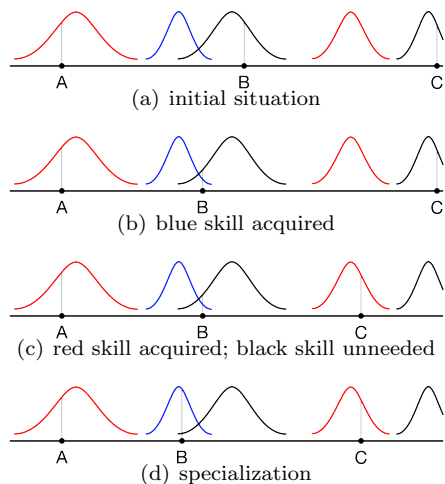 A B C
(a) initial situation
A B C
(b) blue skill acquired
A B C
(c) red skill acquired; black skill unneeded
A B C
(d) specialization